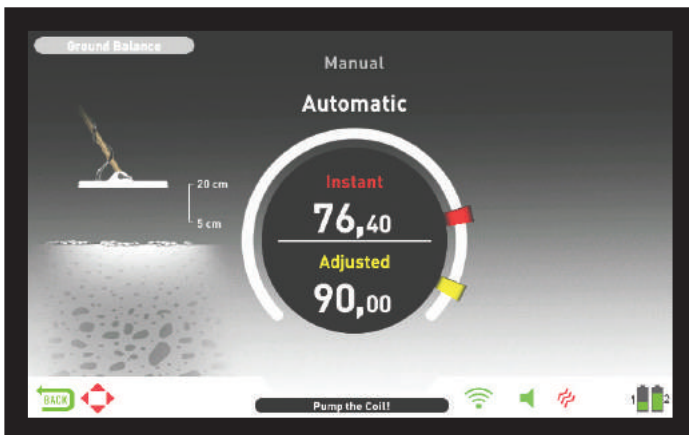 Ground Balance
Manual
Automatic
20 cm
5 cm
Instant
76,40
Adjusted
90,00
BACK
Pump the Coil!
1
2